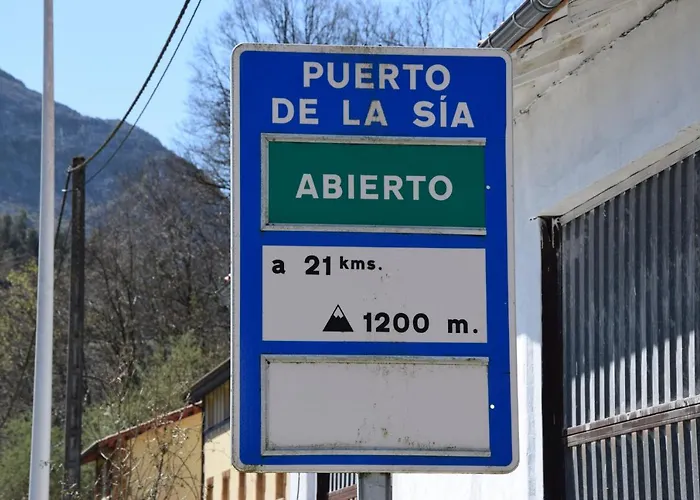 PUERTO
DE LA SÍA
ABIERTO
a 21 kms.
1200 m.